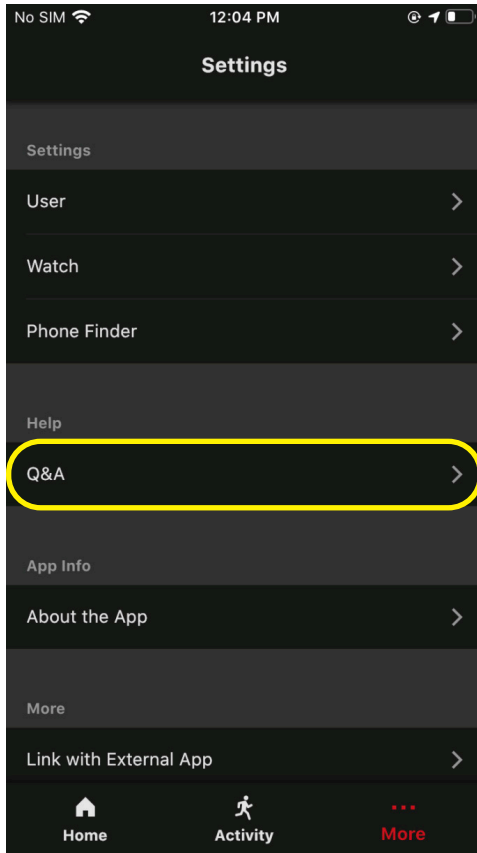 No SIM 12:04 PM
Settings
Settings
User
Watch
Phone Finder
Help
Q&A
App Info
About the App
More
Link with External App
Home Activity More